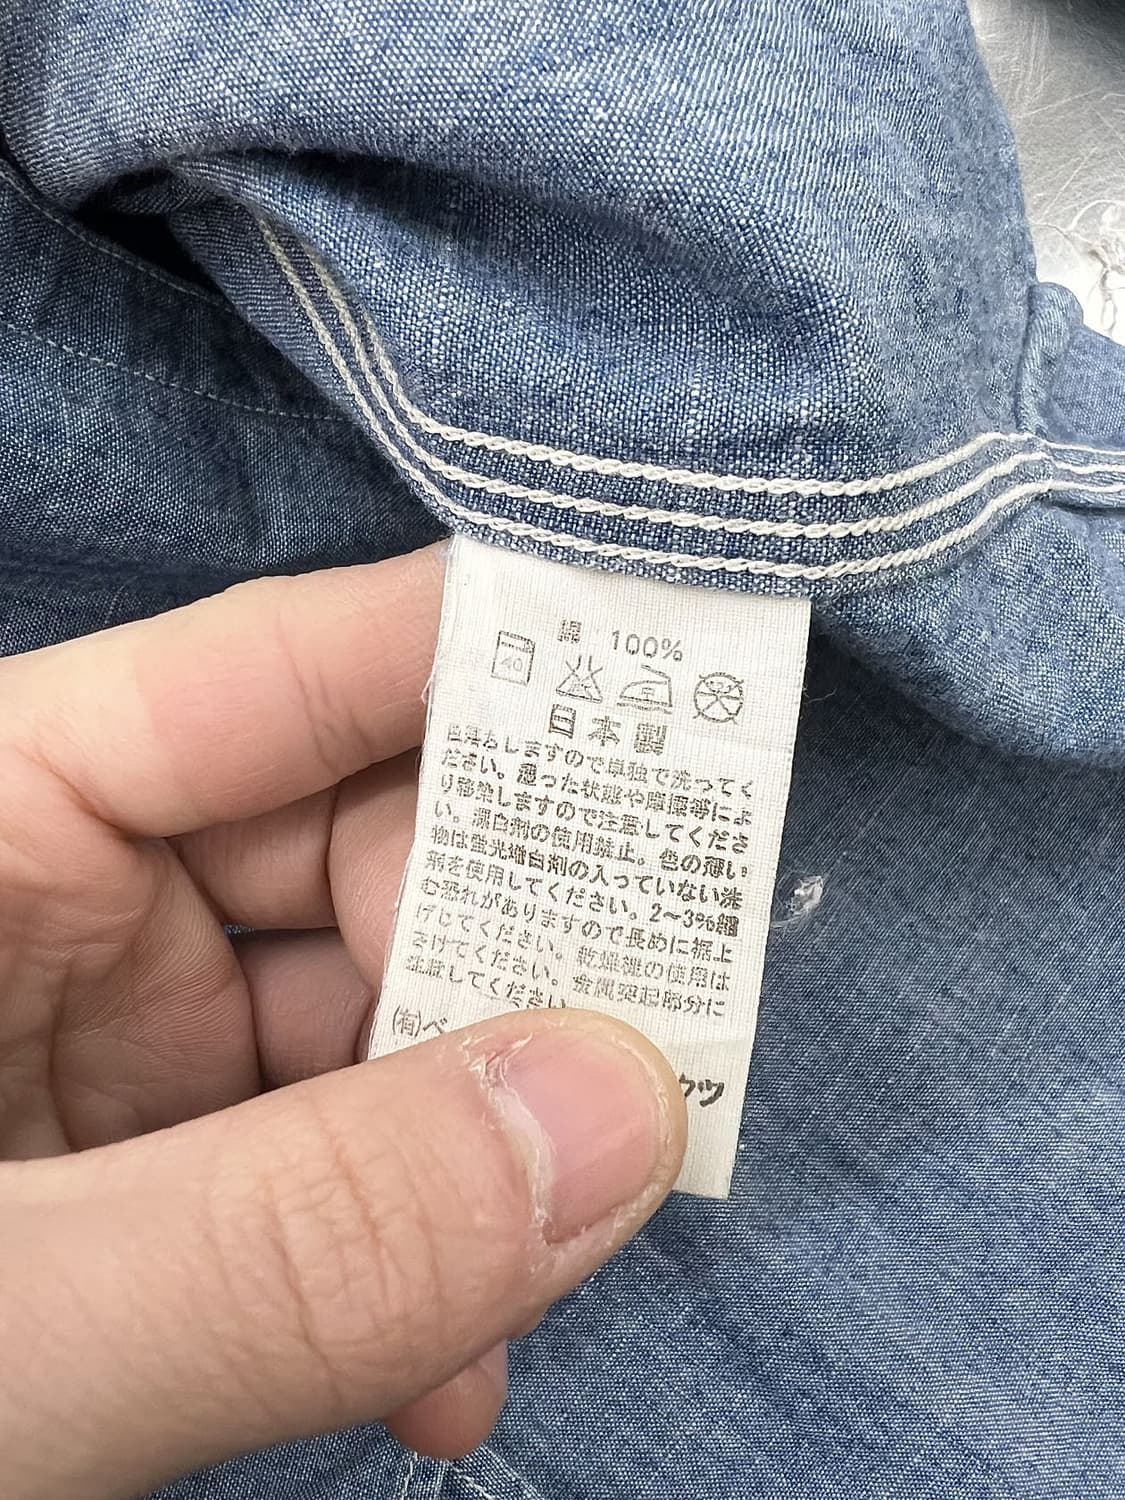 綿 100%
40
日本製
色落ちしますので単独で洗ってく
ださい。湿った状態や摩擦等によ
り移染しますので注意してくださ
い。漂白剤の使用禁止。色の薄い
物は蛍光増白剤の入っていない洗
剤を使用してください。2〜3%縮
む恐れがありますので長めに裾上
げしてください。乾燥機の使用は
さけてください。金属突起部分に
注意してください
(有)ベ クツ